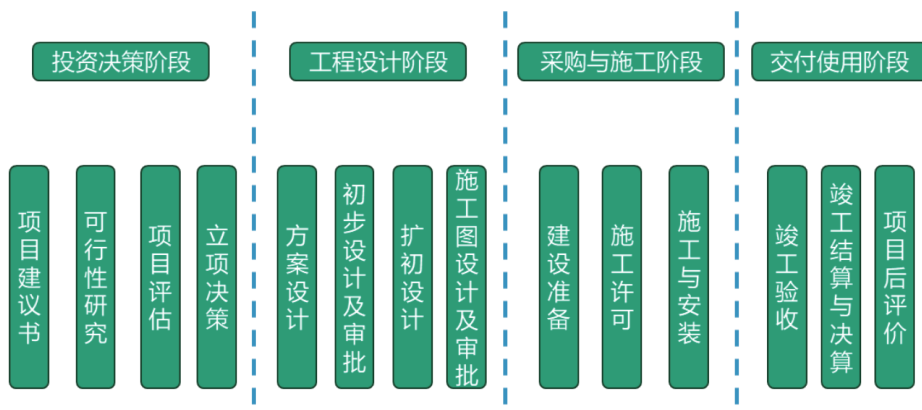 投资决策阶段
工程设计阶段
采购与施工阶段
交付使用阶段
项目建议书
可行性研究
项目评估
立项决策
方案设计
初步设计及审批
扩初设计
施工图设计及审批
建设准备
施工许可
施工与安装
竣工验收
竣工结算与决算
项目后评价